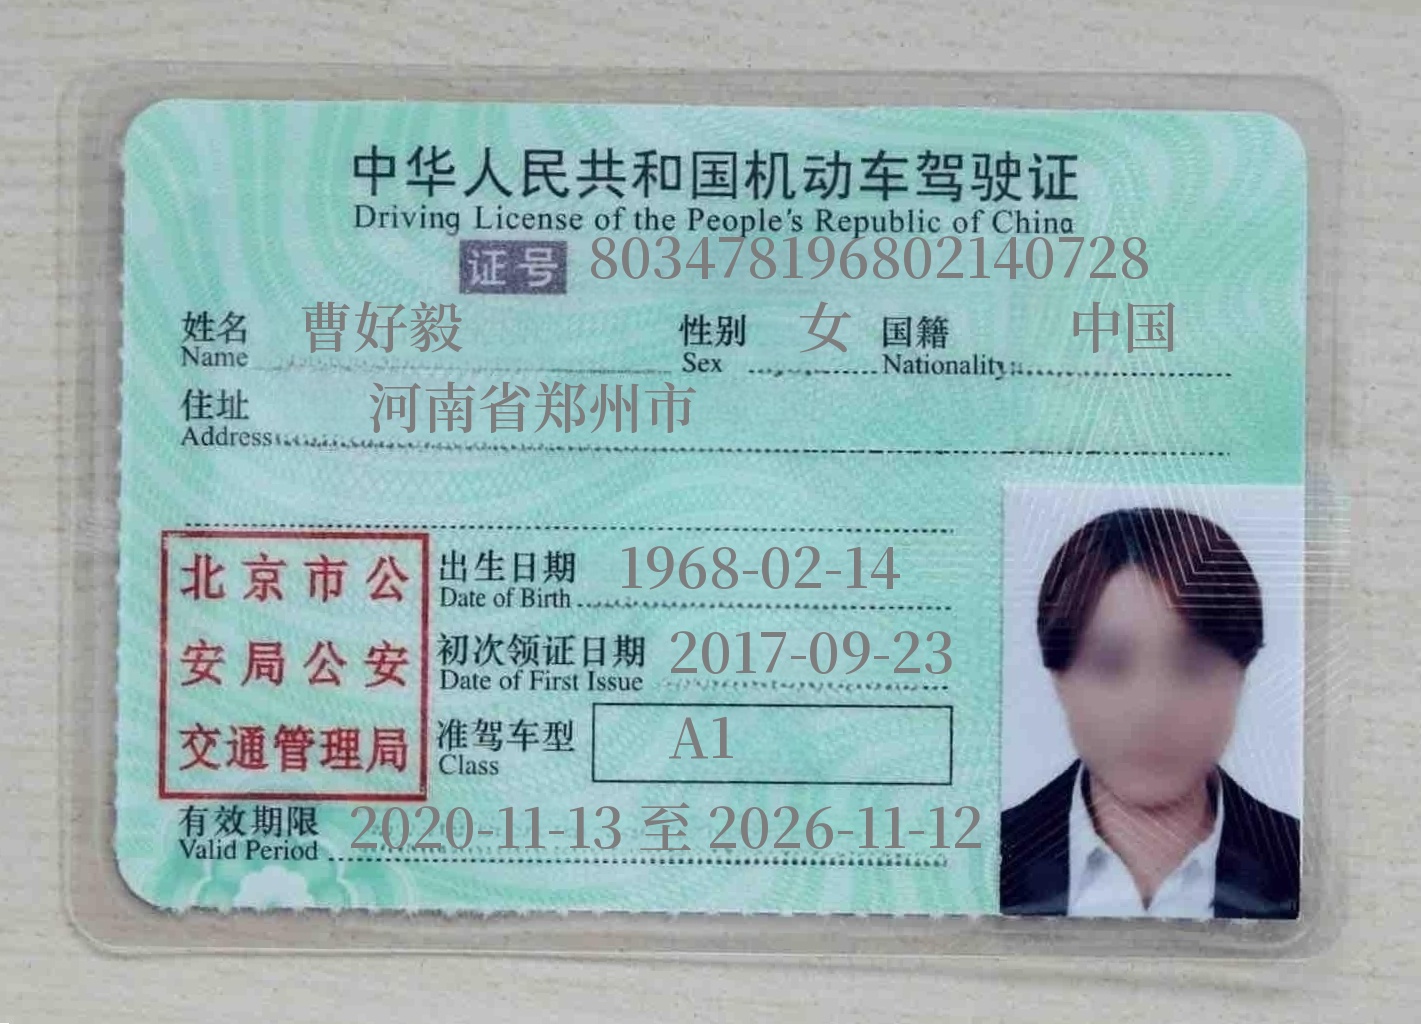 中华人民共和国机动车驾驶证
Driving License of the People's Republic of China
证号 803478196802140728
姓名 曹好毅 性别 女 国籍 中国
Name Sex Nationality
住址 河南省郑州市
Address
北京市公
安局公安
交通管理局
出生日期 1968-02-14
Date of Birth
初次领证日期 2017-09-23
Date of First Issue
准驾车型 A1
Class
有效期限 2020-11-13 至 2026-11-12
Valid Period